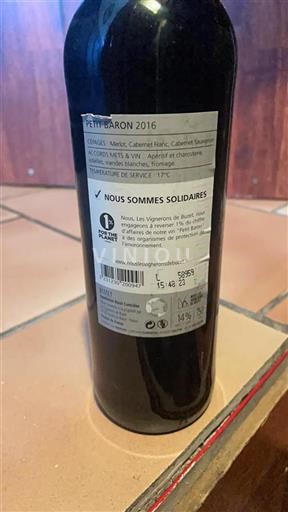 PETIT BARON 2016
CÉPAGES : Merlot, Cabernet Franc, Cabernet Sauvignon
ACCORDS METS & VIN : Apéritif et charcuterie,
volailles, viandes blanches, fromage.
TEMPÉRATURE DE SERVICE : 17°C
✓ NOUS SOMMES SOLIDAIRES
1%
FOR THE
PLANET
Nous, Les Vignerons de Buzet, nous
engageons à reverser 1% du chiffre
d'affaires de notre vin "Petit Baron"
à des organismes de protection de
l'environnement.
VINIOU
L 58959
15:48 23
BUZET
14%